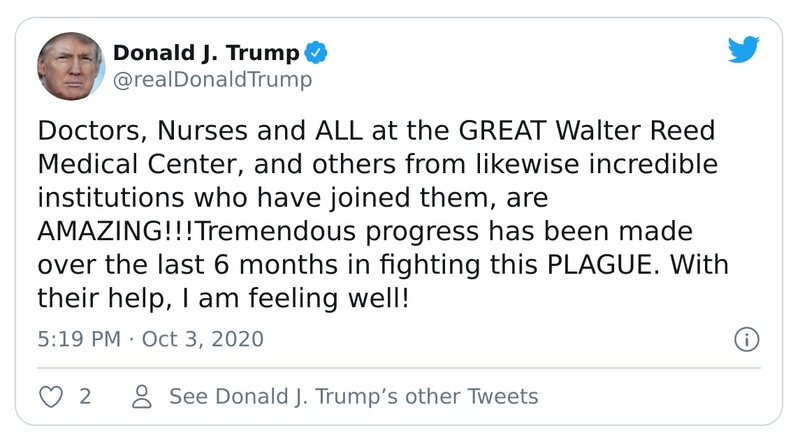 Donald J. Trump
@realDonaldTrump
Doctors, Nurses and ALL at the GREAT Walter Reed
Medical Center, and others from likewise incredible
institutions who have joined them, are
AMAZING!!!Tremendous progress has been made
over the last 6 months in fighting this PLAGUE. With
their help, I am feeling well!
5:19 PM · Oct 3, 2020
2 See Donald J. Trump’s other Tweets